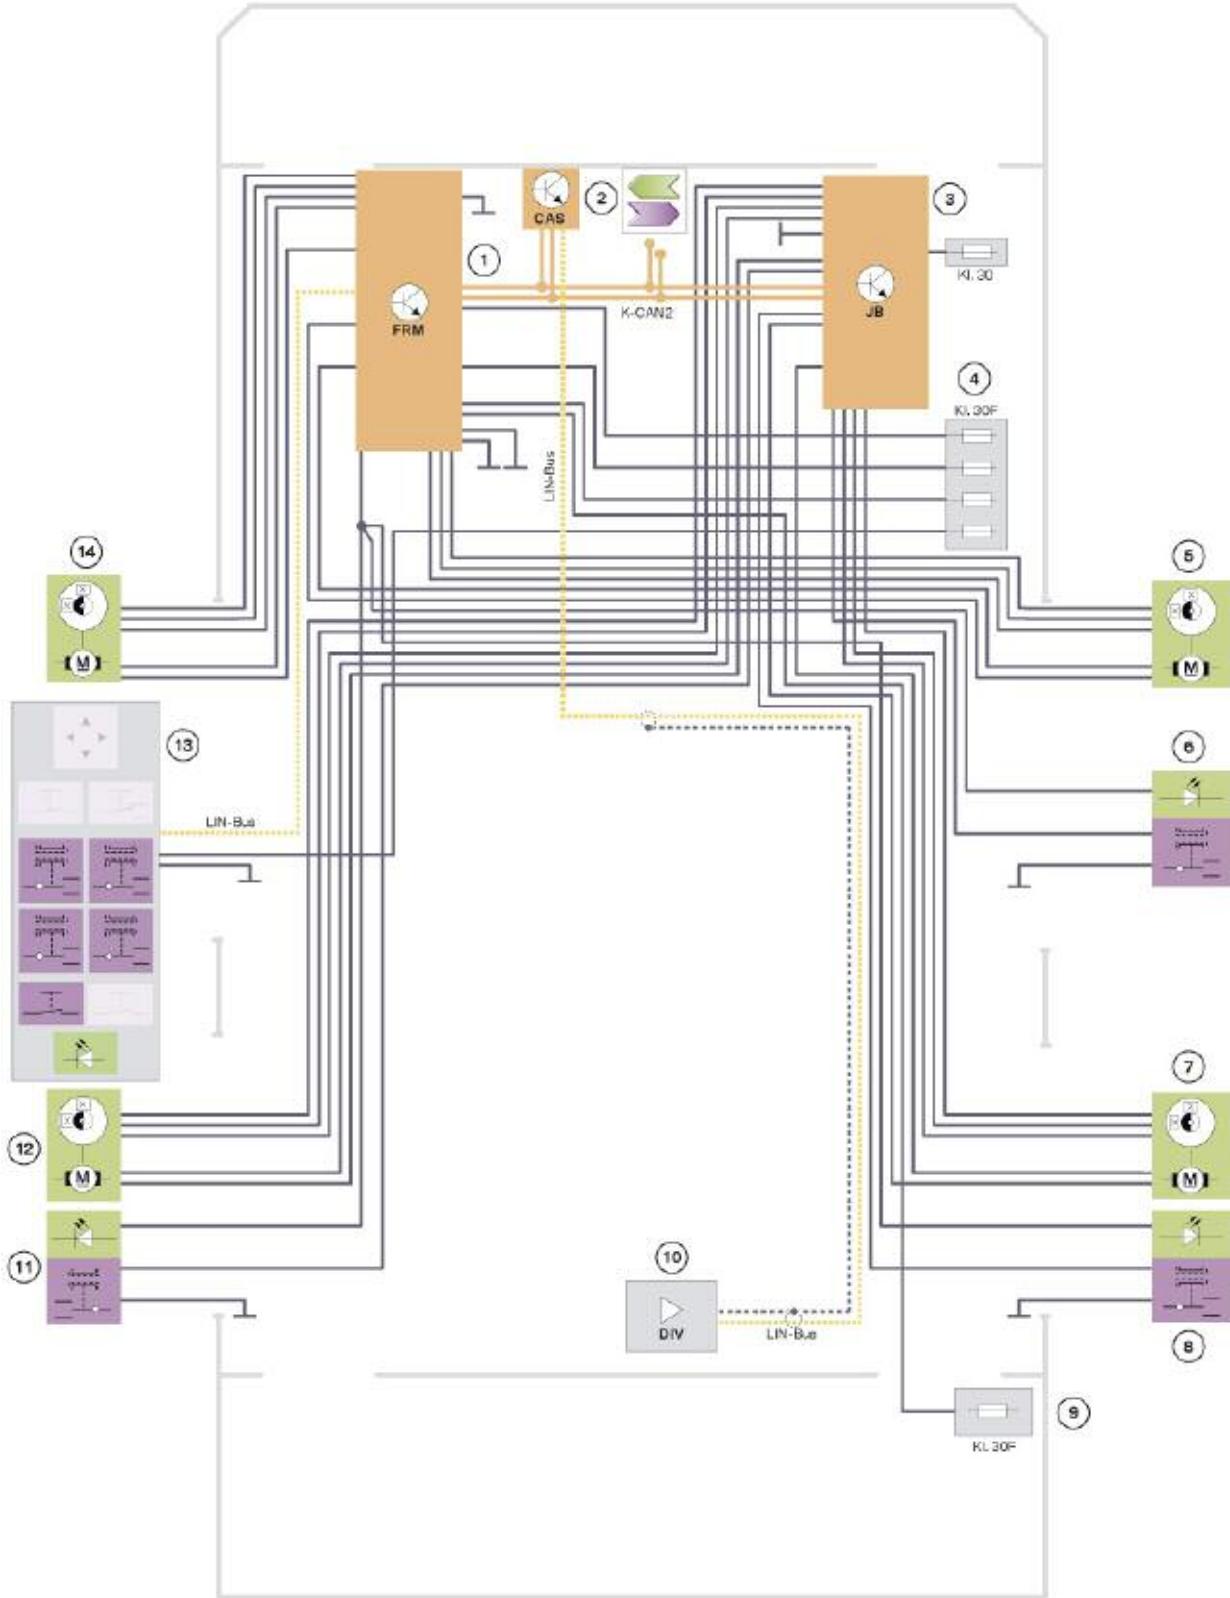 CAS
2
3
1
Kl. 30
K-CAN2
FRM
JB
4
Kl. 30F
LIN-Bus
14
5
M
M
13
6
LIN-Bus
7
12
M
M
11
10
DIV
LIN-Bus
8
9
Kl. 30F